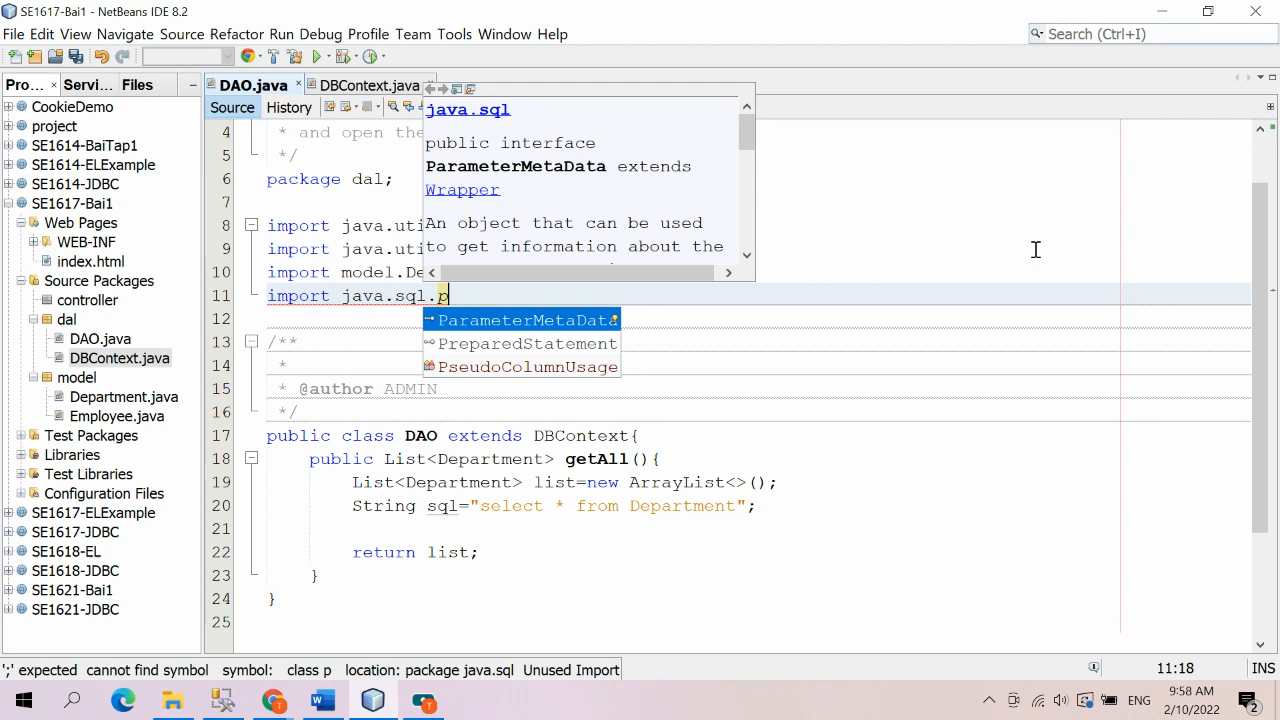 SE1617-Bai1 - NetBeans IDE 8.2
File Edit View Navigate Source Refactor Run Debug Profile Team Tools Window Help
Search (Ctrl+I)
Pro...
Servi...
Files
DAO.java
DBContext.java
Source
History
CookieDemo
project
SE1614-BaiTap1
SE1614-ELExample
SE1614-JDBC
SE1617-Bai1
Web Pages
WEB-INF
index.html
Source Packages
controller
dal
DAO.java
DBContext.java
model
Department.java
Employee.java
Test Packages
Libraries
Test Libraries
Configuration Files
SE1617-ELExample
SE1617-JDBC
SE1618-EL
SE1618-JDBC
SE1621-Bai1
SE1621-JDBC
java.sql
public interface
ParameterMetaData extends
Wrapper
An object that can be used
to get information about the
4 * and open the
5 */
6 package dal;
7
8 import java.uti
9 import java.uti
10 import model.De
11 import java.sql.p
ParameterMetaData
PreparedStatement
PseudoColumnUsage
12
13 /**
14 *
15 * @author ADMIN
16 */
17 public class DAO extends DBContext{
18 public List<Department> getAll(){
19 List<Department> list=new ArrayList<>();
20 String sql="select * from Department";
21
22 return list;
23 }
24 }
25
';' expected cannot find symbol symbol: class p location: package java.sql Unused Import
11:18
INS
ENG
9:58 AM
2/10/2022
2